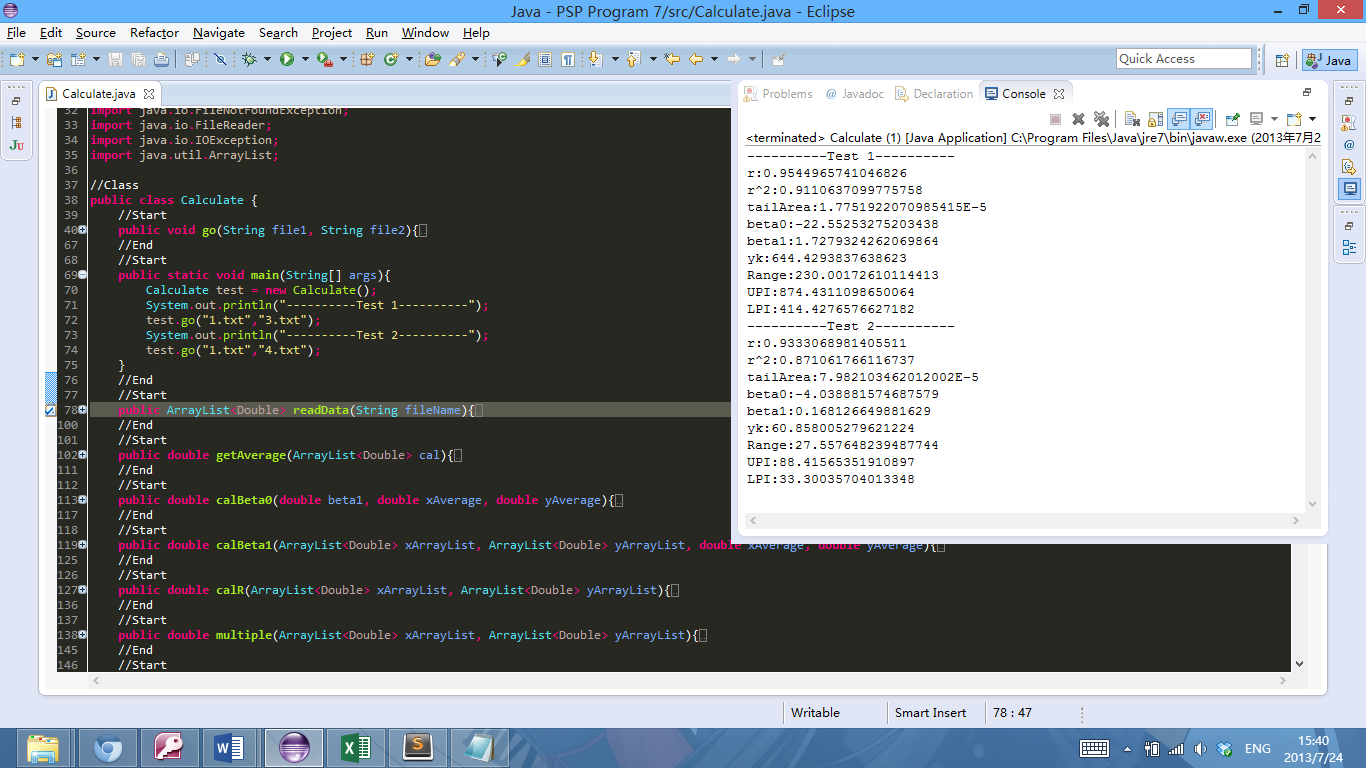 Java - PSP Program 7/src/Calculate.java - Eclipse
File Edit Source Refactor Navigate Search Project Run Window Help
Quick Access
Java
Calculate.java
32 import java.io.FileNotFoundException;
33 import java.io.FileReader;
34 import java.io.IOException;
35 import java.util.ArrayList;
36
37 //Class
38 public class Calculate {
39 //Start
40 public void go(String file1, String file2){
67 //End
68 //Start
69 public static void main(String[] args){
70 Calculate test = new Calculate();
71 System.out.println("----------Test 1----------");
72 test.go("1.txt","3.txt");
73 System.out.println("----------Test 2----------");
74 test.go("1.txt","4.txt");
75 }
76 //End
77 //Start
78 public ArrayList<Double> readData(String fileName){
100 //End
101 //Start
102 public double getAverage(ArrayList<Double> cal){
111 //End
112 //Start
113 public double calBeta0(double beta1, double xAverage, double yAverage){
117 //End
118 //Start
119 public double calBeta1(ArrayList<Double> xArrayList, ArrayList<Double> yArrayList, double xAverage, double yAverage){
125 //End
126 //Start
127 public double calR(ArrayList<Double> xArrayList, ArrayList<Double> yArrayList){
136 //End
137 //Start
138 public double multiple(ArrayList<Double> xArrayList, ArrayList<Double> yArrayList){
145 //End
146 //Start
Problems @ Javadoc Declaration Console
<terminated> Calculate (1) [Java Application] C:\Program Files\Java\jre7\bin\javaw.exe (2013年7月2
----------Test 1----------
r:0.9544965741046826
r^2:0.9110637099775758
tailArea:1.7751922070985415E-5
beta0:-22.55253275203438
beta1:1.7279324262069864
yk:644.4293837638623
Range:230.00172610114413
UPI:874.4311098650064
LPI:414.4276576627182
----------Test 2----------
r:0.9333068981405511
r^2:0.871061766116737
tailArea:7.982103462012002E-5
beta0:-4.038881574687579
beta1:0.168126649881629
yk:60.858005279621224
Range:27.557648239487744
UPI:88.41565351910897
LPI:33.30035704013348
Writable Smart Insert 78 : 47
ENG
15:40
2013/7/24